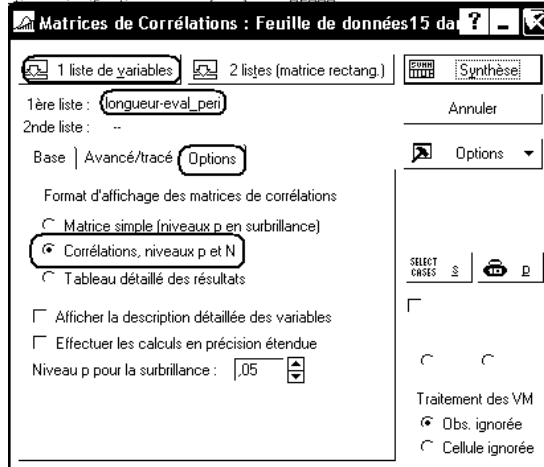 Matrices de Corrélations : Feuille de données15 da ? _
1 liste de variables
2 listes (matrice rectang.)
Synthèse
1ère liste : longueur-eval_peri
Annuler
2nde liste : --
Base
Avancé/tracé
Options
Options
Format d'affichage des matrices de corrélations
Matrice simple (niveaux p en surbrillance)
Corrélations, niveaux p et N
Tableau détaillé des résultats
SELECT CASES S D
Afficher la description détaillée des variables
Effectuer les calculs en précision étendue
Niveau p pour la surbrillance : ,05
Traitement des VM
Obs. ignorée
Cellule ignorée